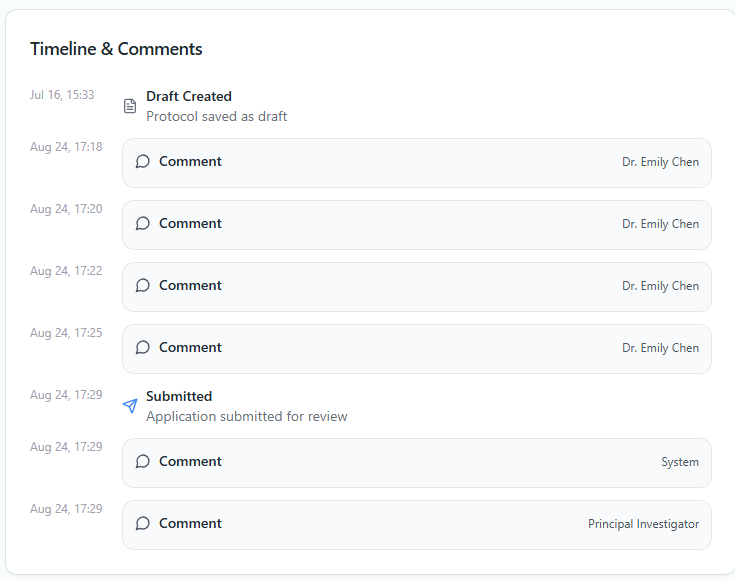 Timeline & Comments
Jul 16, 15:33
Draft Created
Protocol saved as draft
Aug 24, 17:18
Comment
Dr. Emily Chen
Aug 24, 17:20
Comment
Dr. Emily Chen
Aug 24, 17:22
Comment
Dr. Emily Chen
Aug 24, 17:25
Comment
Dr. Emily Chen
Aug 24, 17:29
Submitted
Application submitted for review
Aug 24, 17:29
Comment
System
Aug 24, 17:29
Comment
Principal Investigator